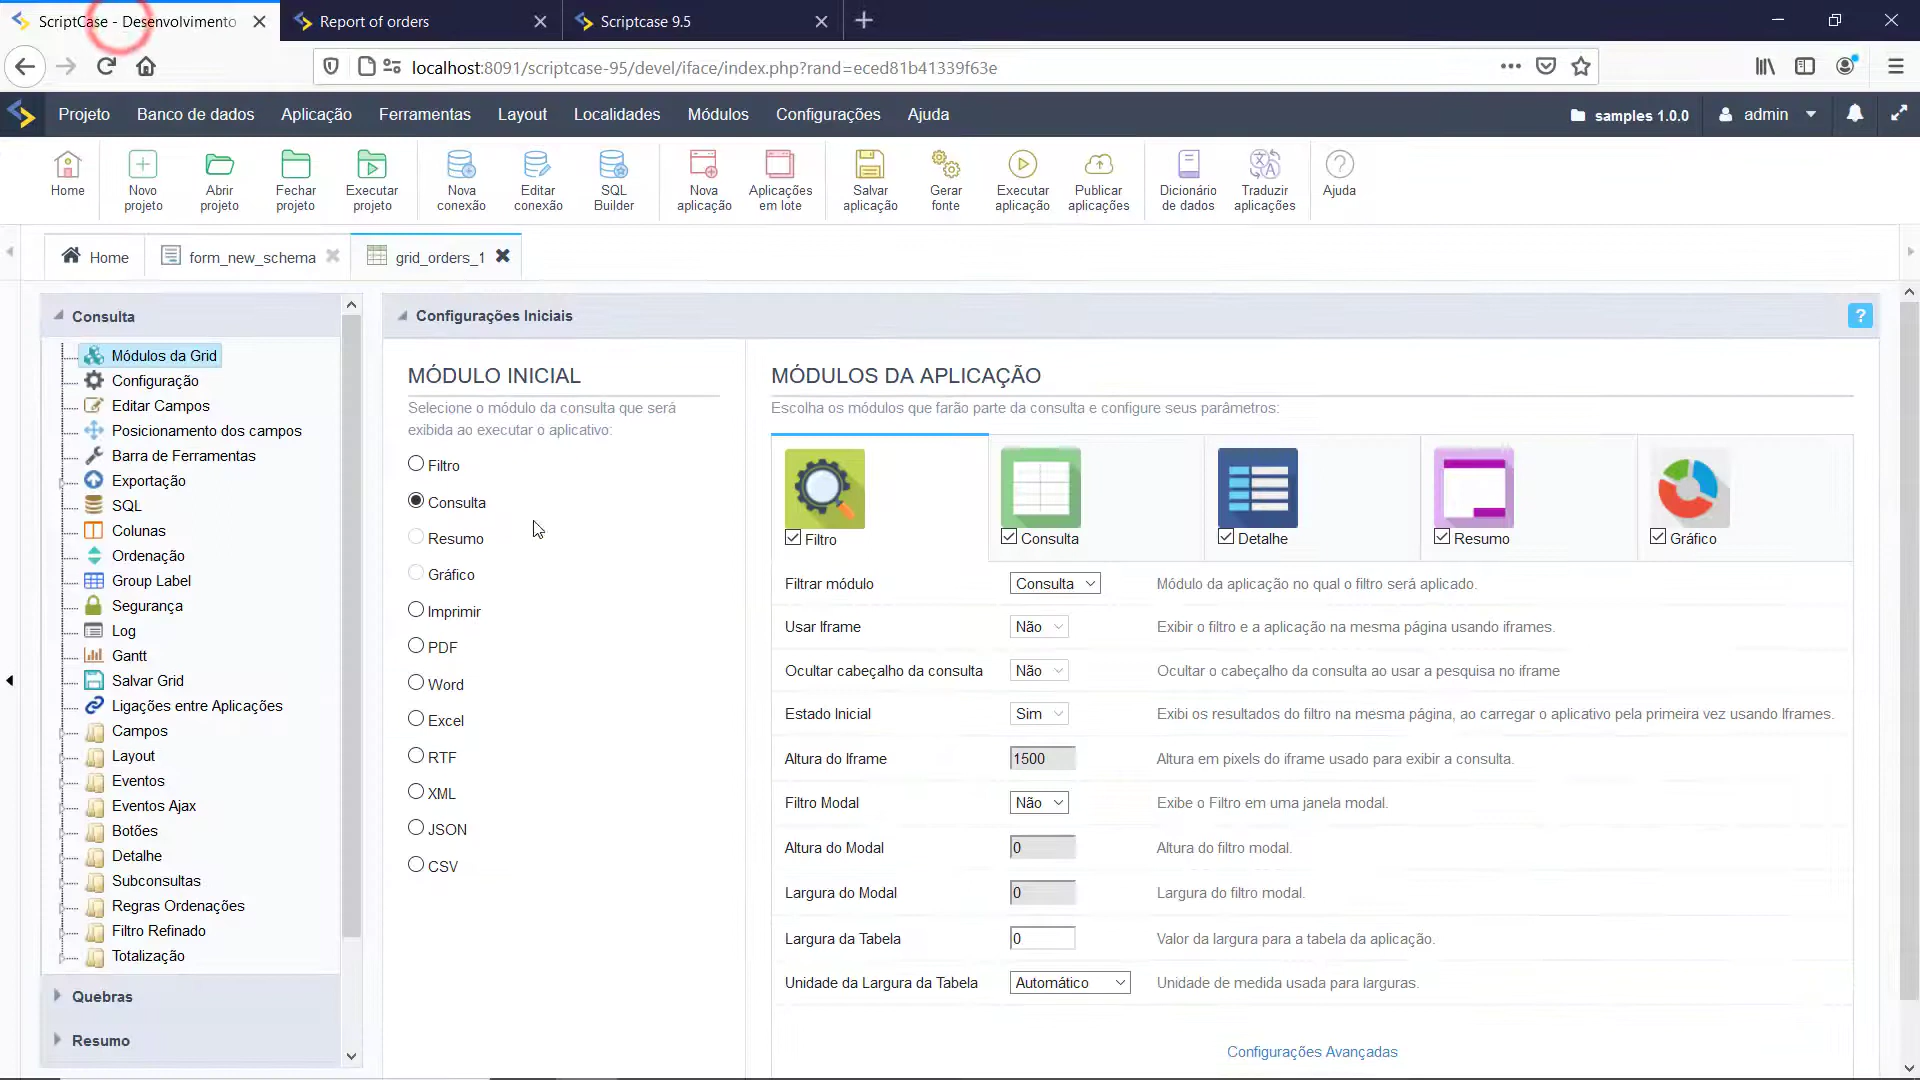 ScriptCase - Desenvolvimento
Report of orders
Scriptcase 9.5
localhost:8091/scriptcase-95/devel/iface/index.php?rand=eced81b41339f63e
Projeto Banco de dados Aplicação Ferramentas Layout Localidades Módulos Configurações Ajuda
samples 1.0.0 admin
Home
Novo projeto
Abrir projeto
Fechar projeto
Executar projeto
Nova conexão
Editar conexão
SQL Builder
Nova aplicação
Aplicações em lote
Salvar aplicação
Gerar fonte
Executar aplicação
Publicar aplicações
Dicionário de dados
Traduzir aplicações
Ajuda
Home form_new_schema grid_orders_1
Consulta
Módulos da Grid
Configuração
Editar Campos
Posicionamento dos campos
Barra de Ferramentas
Exportação
SQL
Colunas
Ordenação
Group Label
Segurança
Log
Gantt
Salvar Grid
Ligações entre Aplicações
Campos
Layout
Eventos
Eventos Ajax
Botões
Detalhe
Subconsultas
Regras Ordenações
Filtro Refinado
Totalização
Quebras
Resumo
Configurações Iniciais
?
MÓDULO INICIAL
Selecione o módulo da consulta que será
exibida ao executar o aplicativo:
Filtro
Consulta
Resumo
Gráfico
Imprimir
PDF
Word
Excel
RTF
XML
JSON
CSV
MÓDULOS DA APLICAÇÃO
Escolha os módulos que farão parte da consulta e configure seus parâmetros:
Filtro Consulta Detalhe Resumo Gráfico
Filtrar módulo Consulta Módulo da aplicação no qual o filtro será aplicado.
Usar Iframe Não Exibir o filtro e a aplicação na mesma página usando iframes.
Ocultar cabeçalho da consulta Não Ocultar o cabeçalho da consulta ao usar a pesquisa no iframe
Estado Inicial Sim Exibi os resultados do filtro na mesma página, ao carregar o aplicativo pela primeira vez usando Iframes.
Altura do Iframe 1500 Altura em pixels do iframe usado para exibir a consulta.
Filtro Modal Não Exibe o Filtro em uma janela modal.
Altura do Modal 0 Altura do filtro modal.
Largura do Modal 0 Largura do filtro modal.
Largura da Tabela 0 Valor da largura para a tabela da aplicação.
Unidade da Largura da Tabela Automático Unidade de medida usada para larguras.
Configurações Avançadas